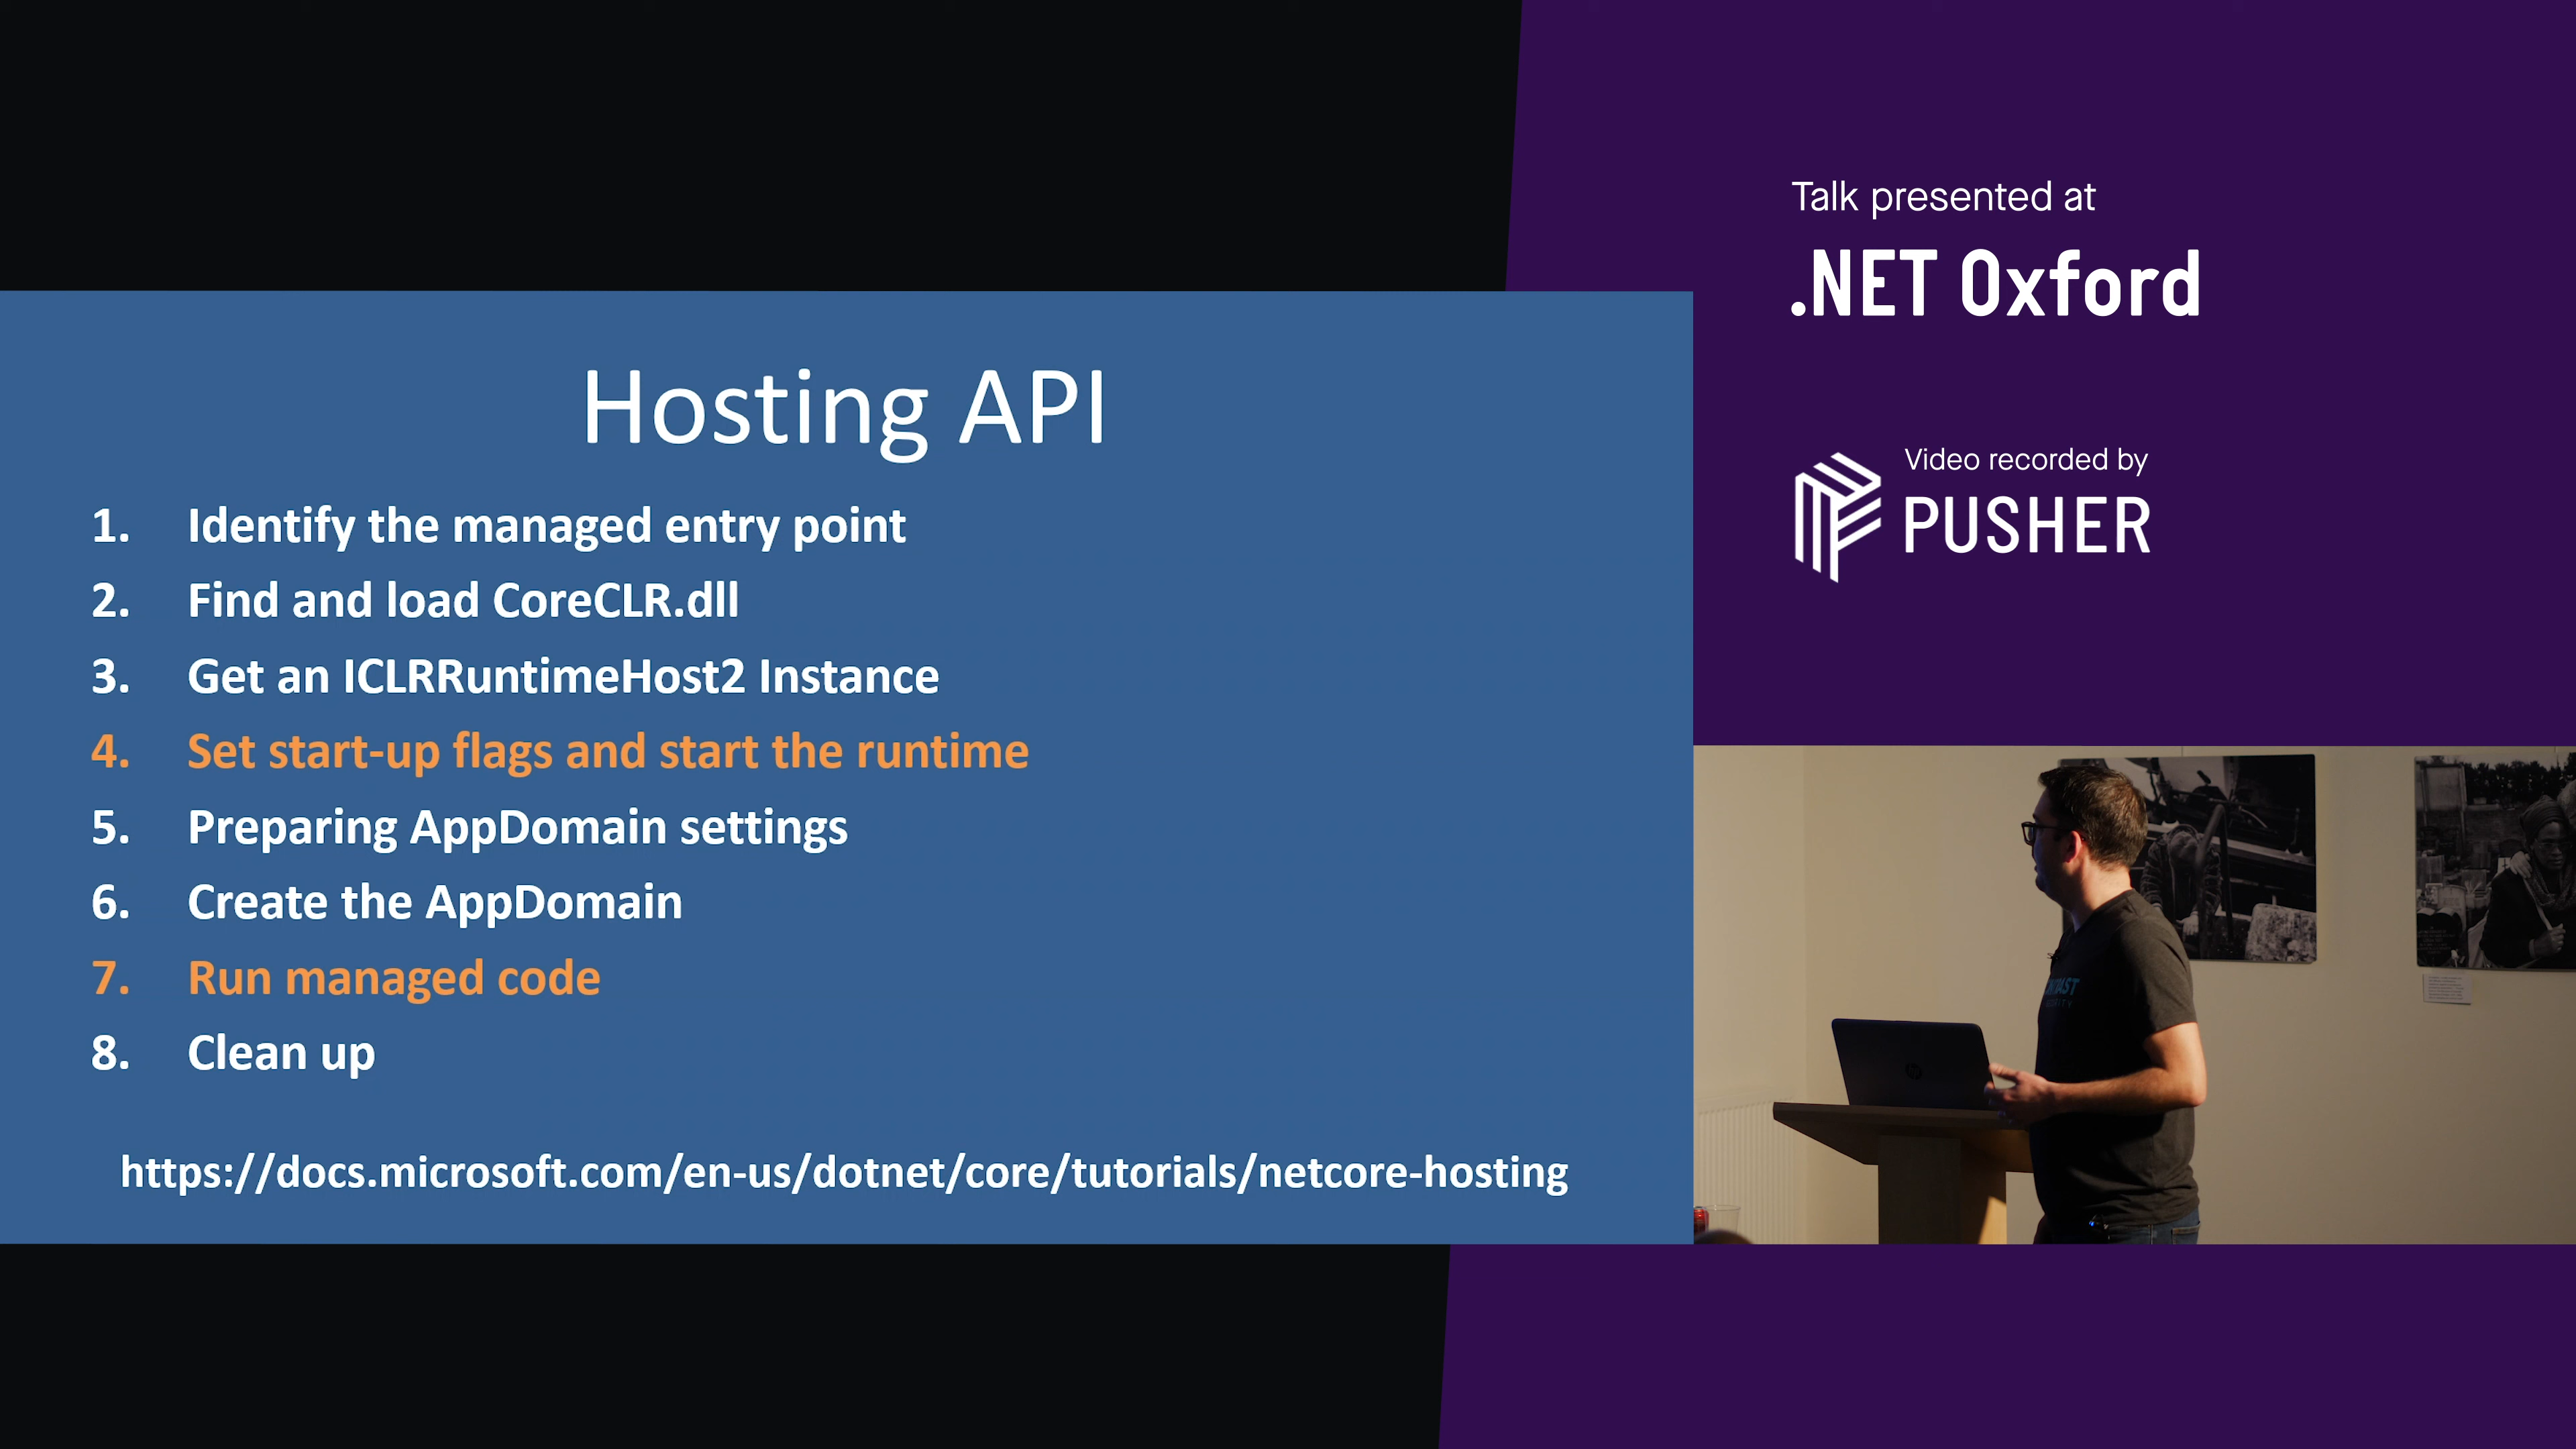 Talk presented at
.NET Oxford
Video recorded by
PUSHER
Hosting API
1. Identify the managed entry point
2. Find and load CoreCLR.dll
3. Get an ICLRRuntimeHost2 Instance
4. Set start-up flags and start the runtime
5. Preparing AppDomain settings
6. Create the AppDomain
7. Run managed code
8. Clean up
https://docs.microsoft.com/en-us/dotnet/core/tutorials/netcore-hosting